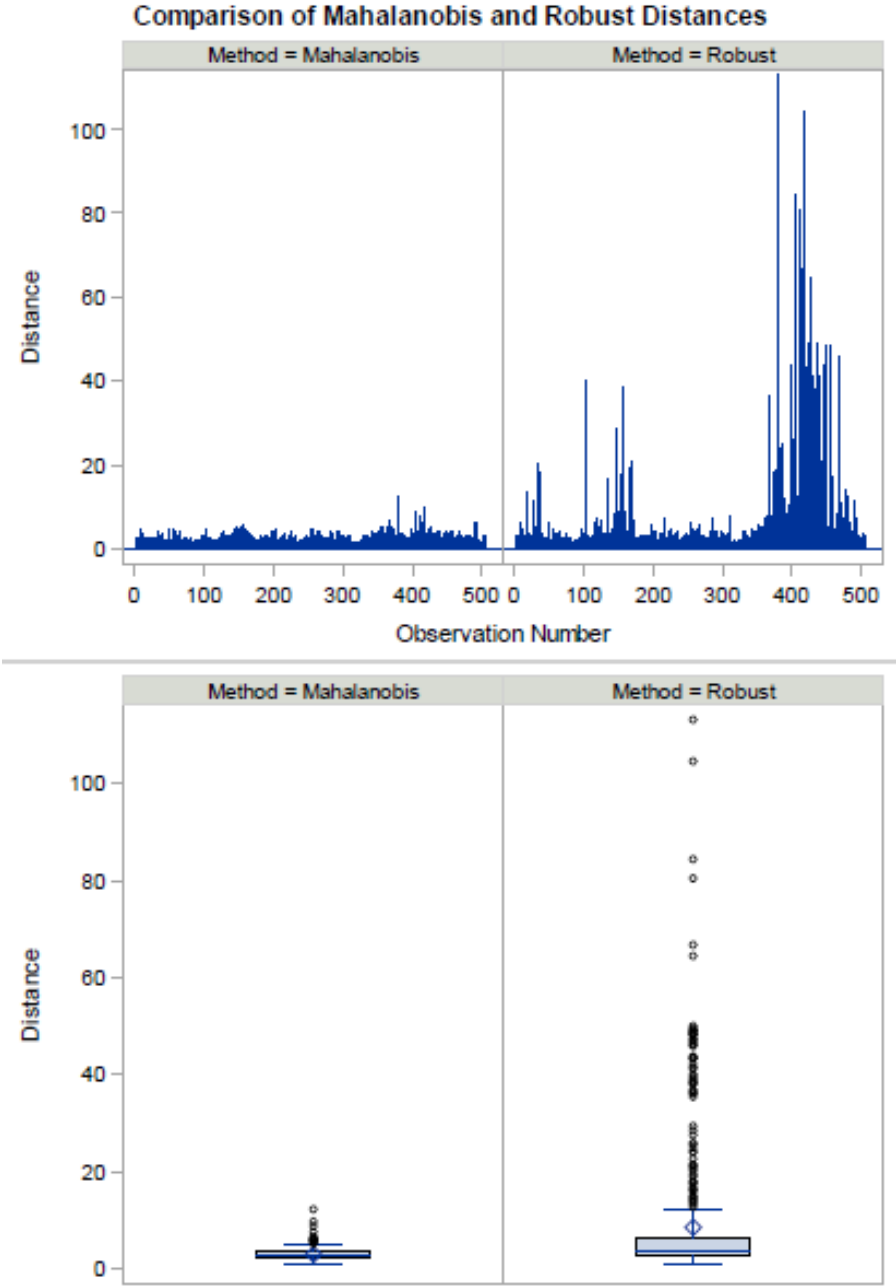 Comparison of Mahalanobis and Robust Distances
Method = Mahalanobis Method = Robust
100
80
60
40
20
0
Distance
0 100 200 300 400 500 0 100 200 300 400 500
Observation Number
Method = Mahalanobis Method = Robust
100
80
60
40
20
0
Distance